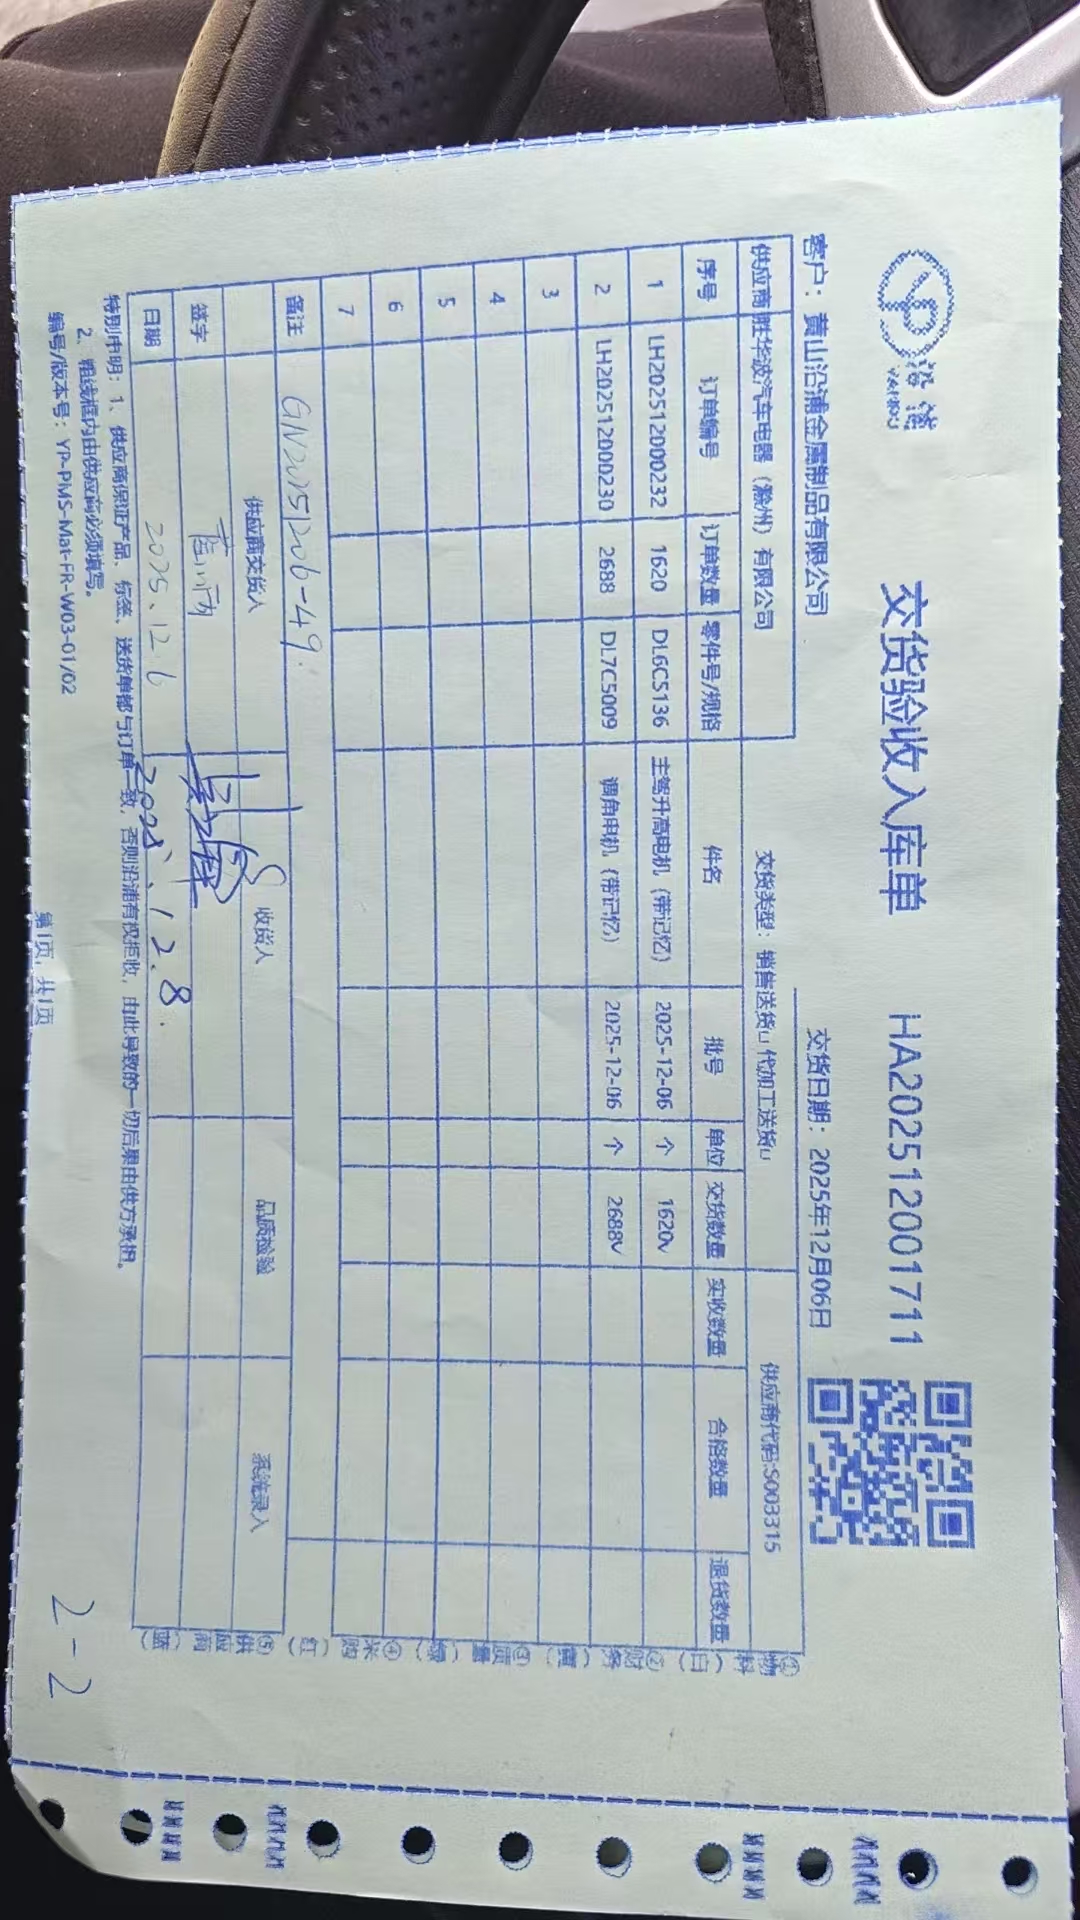 沿浦
YANPU
交货验收入库单
HA202512001711
客户：黄山沿浦金属制品有限公司
交货日期：2025年12月06日
供应商 胜华波汽车电器（滁州）有限公司 交货类型：销售送货□ 代加工送货□ 供应商代码:S003315
序号 订单编号 订单数量 零件号/规格 件名 批号 单位 交货数量 实收数量 合格数量 退货数量
1 LH202512000232 1620 DL6C5136 主驾升高电机（带记忆） 2025-12-06 个 1620v
2 LH202512000230 2688 DL7C5009 调角电机（带记忆） 2025-12-06 个 2688v
3
4
5
6
7
备注 GN20251206-49.
供应商交货人 收货人 品质检验 系统录入
签字
日期 2025.12.6 2025.12.8.
特别申明：1、供应商保证产品、标签、送货单都与订单一致，否则沿浦有权拒收，由此导致的一切后果由供方承担。
2、粗线框内由供应商必须填写。
编号/版本号：YP-PMS-Mat-FR-W03-01/02
第1页，共1页
①物料（白）②财务（黄）③质量（绿）④采购（红）⑤供应商（蓝）
2-2